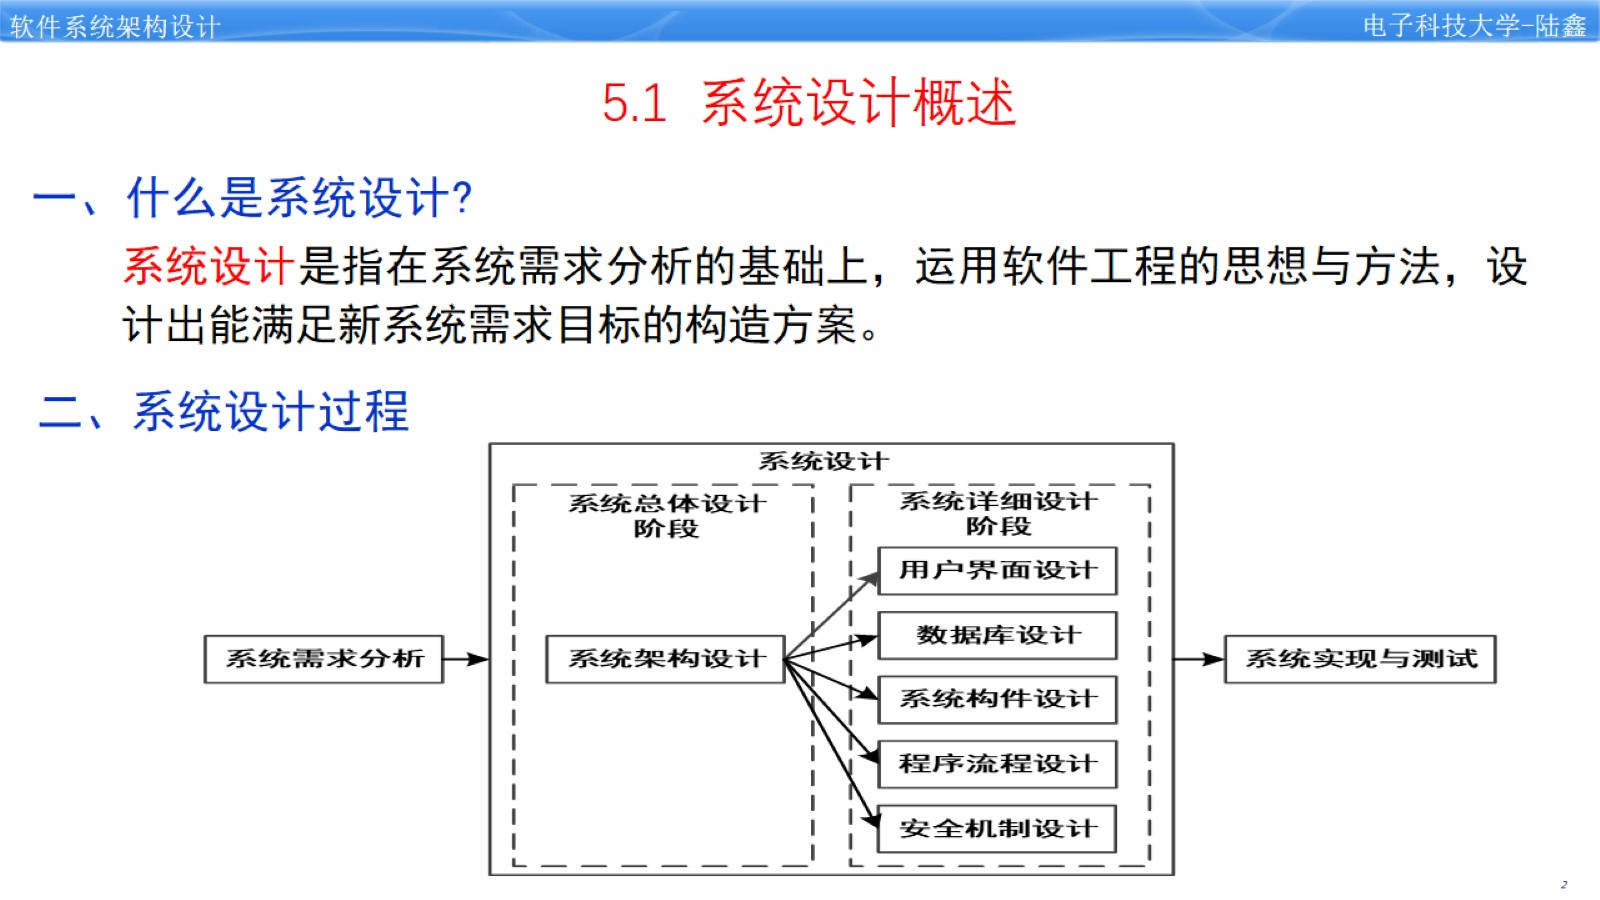 软件系统架构设计
电子科技大学-陆鑫
5.1 系统设计概述
一、什么是系统设计?
系统设计是指在系统需求分析的基础上，运用软件工程的思想与方法，设
计出能满足新系统需求目标的构造方案。
二、系统设计过程
系统设计
系统总体设计
阶段
系统详细设计
阶段
系统需求分析
系统架构设计
用户界面设计
数据库设计
系统构件设计
程序流程设计
安全机制设计
系统实现与测试
2